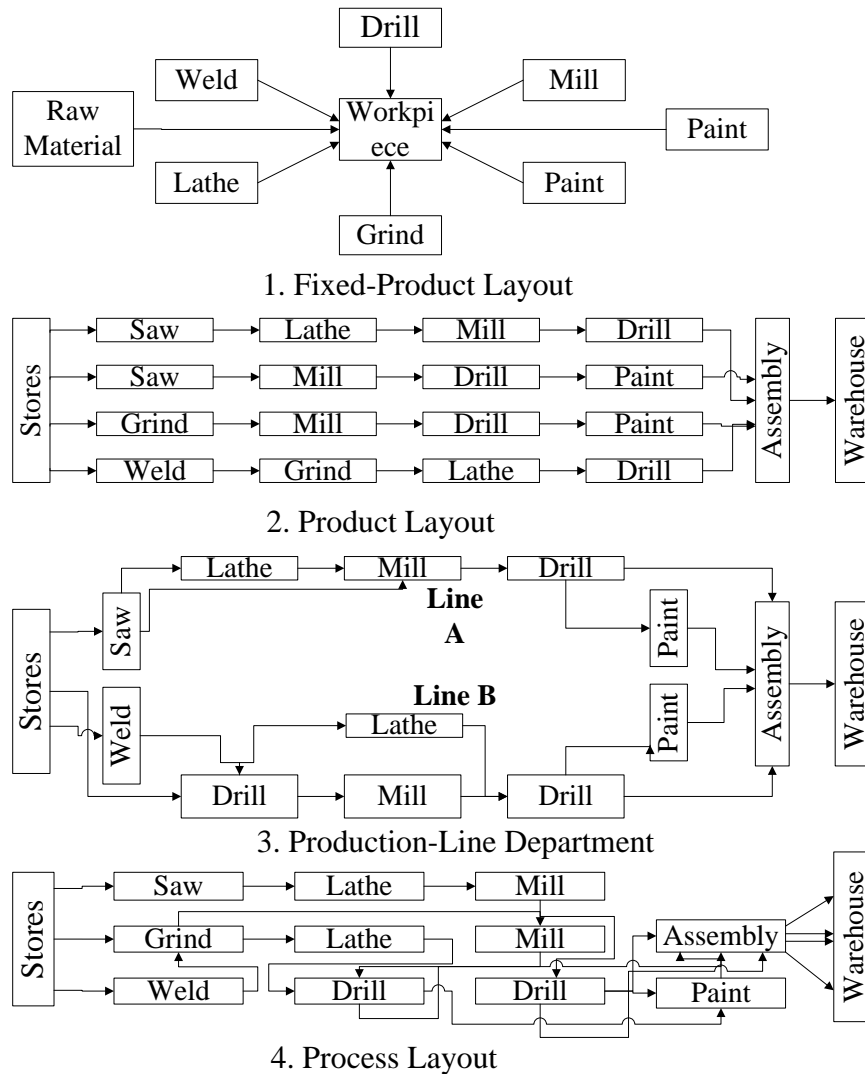 Drill
Weld
Mill
Raw
Material
Workpi
ece
Paint
Lathe
Paint
Grind
1. Fixed-Product Layout
Stores
Saw
Lathe
Mill
Drill
Saw
Mill
Drill
Paint
Grind
Mill
Drill
Paint
Weld
Grind
Lathe
Drill
Assembly
Warehouse
2. Product Layout
Stores
Saw
Lathe
Mill
Drill
Line
A
Paint
Weld
Line B
Lathe
Paint
Drill
Mill
Drill
Assembly
Warehouse
3. Production-Line Department
Stores
Saw
Lathe
Mill
Grind
Lathe
Mill
Assembly
Weld
Drill
Drill
Paint
Warehouse
4. Process Layout